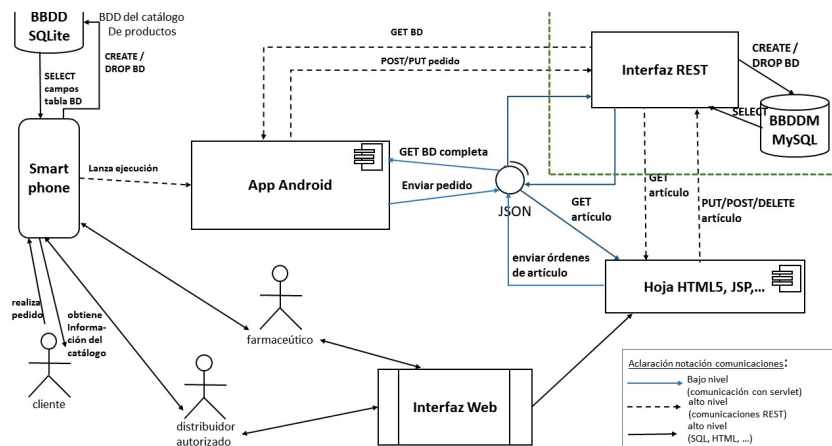 BBDD
SQLite
BDD del catálogo
De productos
SELECT
campos
tabla BD
CREATE /
DROP BD
GET BD
POST/PUT pedido
Interfaz REST
CREATE /
DROP BD
SELECT
BBDDM
MySQL
Smart
phone
Lanza ejecución
App Android
GET BD completa
Enviar pedido
JSON
GET
artículo
GET
artículo
PUT/POST/DELETE
artículo
enviar órdenes
de artículo
Hoja HTML5, JSP,...
realiza
pedido
obtiene
Informa-
ción del
catálogo
cliente
farmaceútico
distribuidor
autorizado
Interfaz Web
Aclaración notación comunicaciones:
Bajo nivel
(comunicación con servlet)
alto nivel
(comunicaciones REST)
alto nivel
(SQL, HTML, ...)